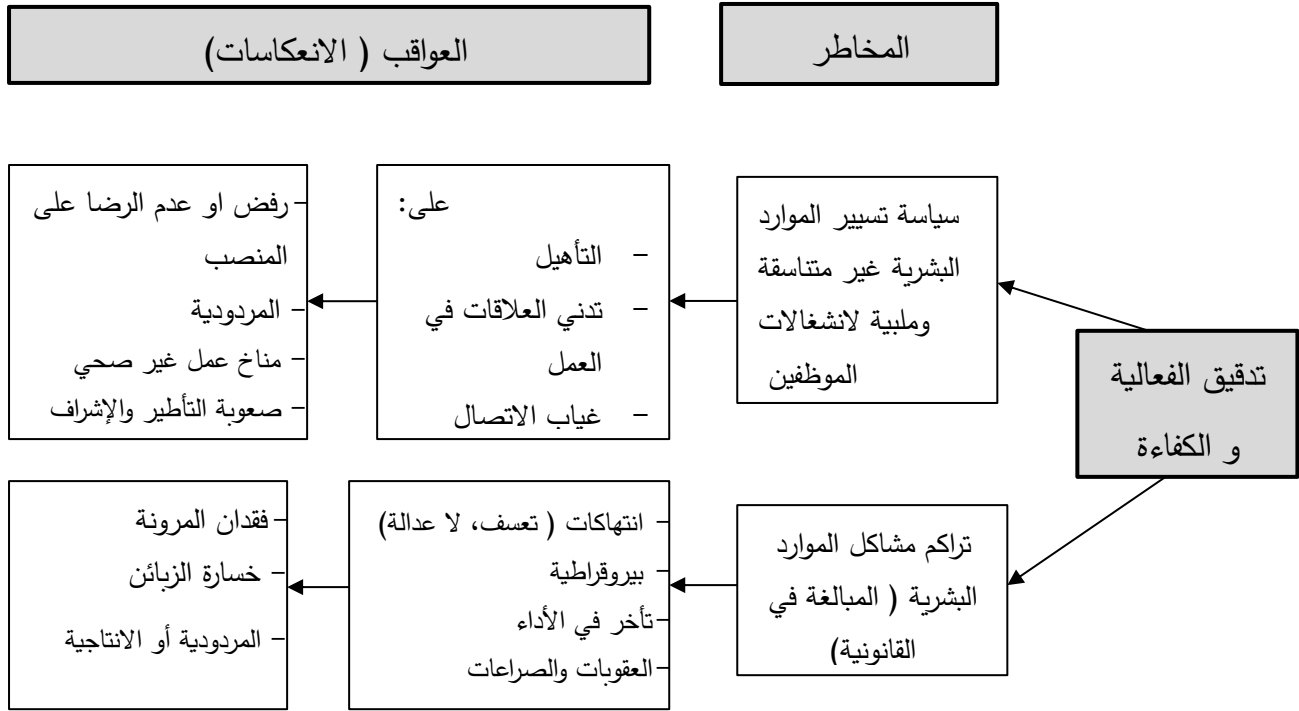 المخاطر
العواقب ( الانعكاسات)
تدقيق الفعالية
و الكفاءة
سياسة تسيير الموارد
البشرية غير متناسقة
وملبية لانشغالات
الموظفين
على:
– التأهيل
– تدني العلاقات في
العمل
– غياب الاتصال
–رفض او عدم الرضا على
المنصب
– المردودية
– مناخ عمل غير صحي
– صعوبة التأطير والإشراف
تراكم مشاكل الموارد
البشرية ( المبالغة في
القانونية)
– انتهاكات ( تعسف، لا عدالة)
–بيروقراطية
–تأخر في الأداء
–العقوبات والصراعات
–فقدان المرونة
– خسارة الزبائن
– المردودية أو الانتاجية